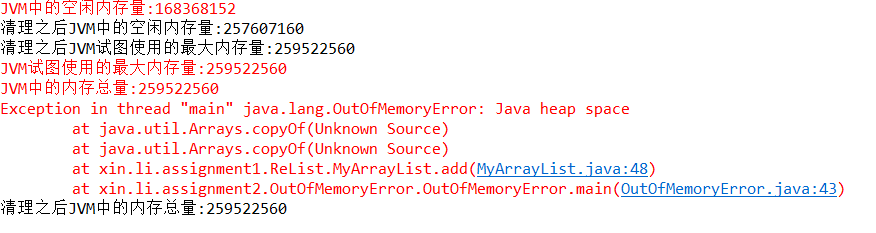 JVM中的空闲内存量:168368152
清理之后JVM中的空闲内存量:257607160
清理之后JVM试图使用的最大内存量:259522560
JVM试图使用的最大内存量:259522560
JVM中的内存总量:259522560
Exception in thread "main" java.lang.OutOfMemoryError: Java heap space
at java.util.Arrays.copyOf(Unknown Source)
at java.util.Arrays.copyOf(Unknown Source)
at xin.li.assignment1.ReList.MyArrayList.add(MyArrayList.java:48)
at xin.li.assignment2.OutOfMemoryError.OutOfMemoryError.main(OutOfMemoryError.java:43)
清理之后JVM中的内存总量:259522560